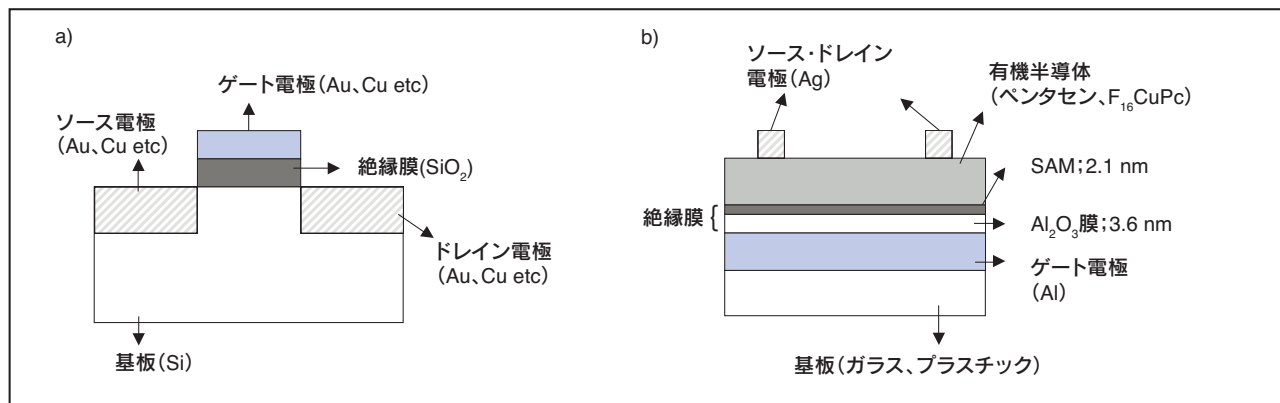 a)
ゲート電極(Au、Cu etc)
ソース電極
(Au、Cu etc)
絶縁膜(SiO₂)
ドレイン電極
(Au、Cu etc)
基板(Si)
b)
ソース・ドレイン
電極(Ag)
有機半導体
(ペンタセン、F₁₆CuPc)
SAM;2.1 nm
絶縁膜{
Al₂O₃膜;3.6 nm
ゲート電極
(Al)
基板(ガラス、プラスチック)